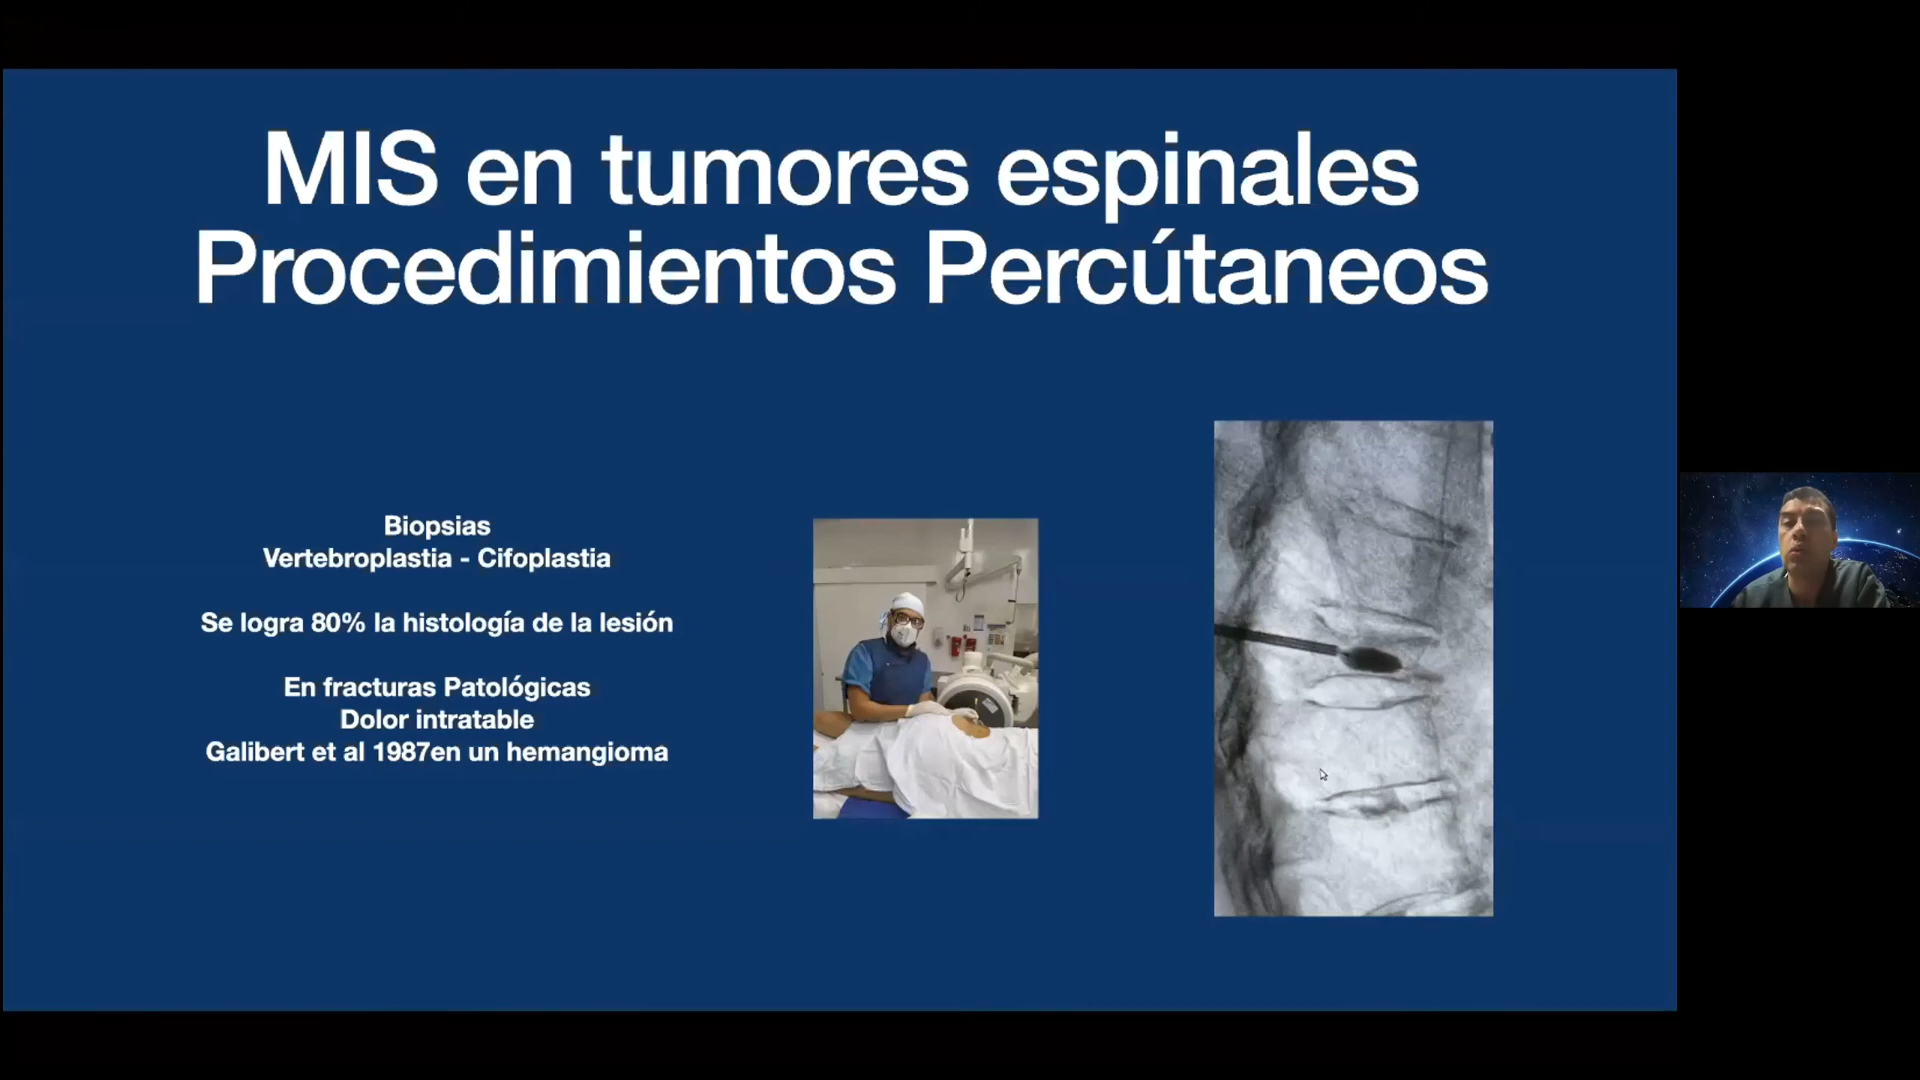 MIS en tumores espinales
Procedimientos Percútaneos
Biopsias
Vertebroplastia - Cifoplastia
Se logra 80% la histología de la lesión
En fracturas Patológicas
Dolor intratable
Galibert et al 1987en un hemangioma